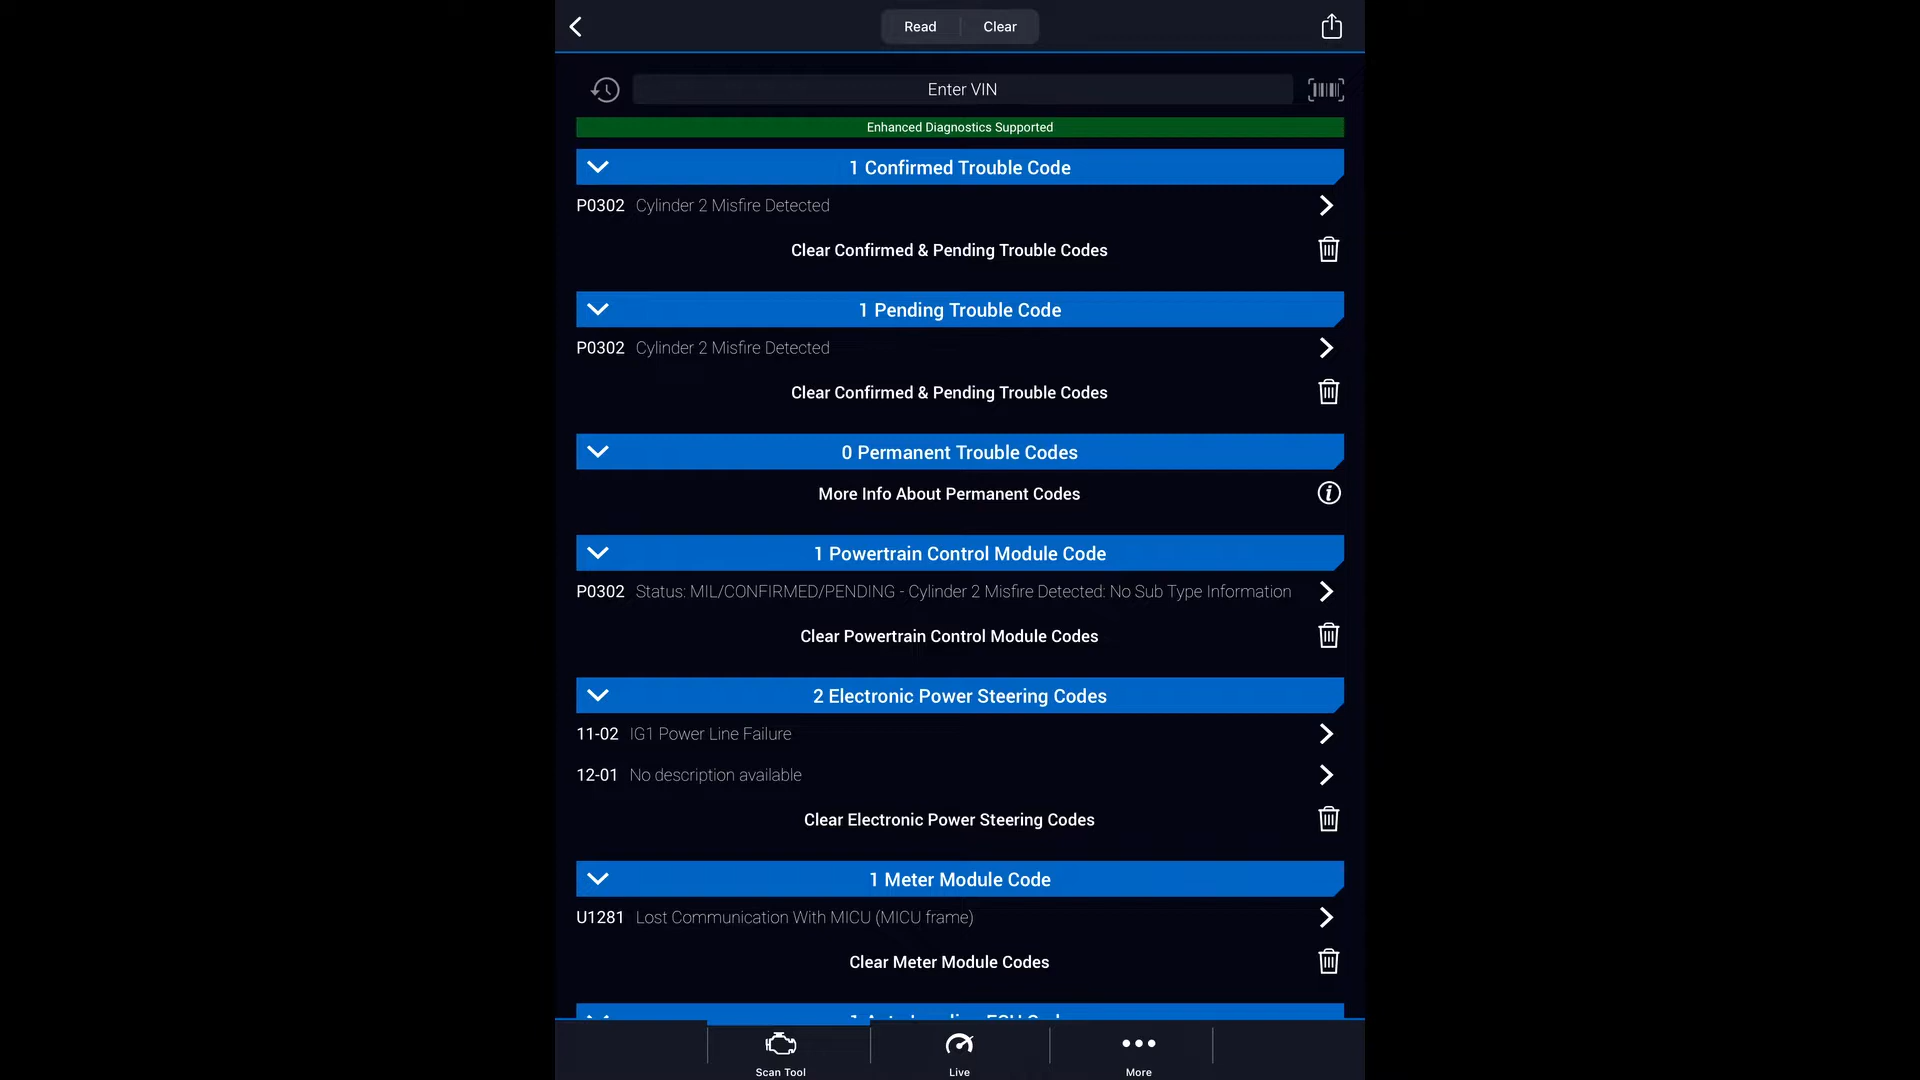 Read
Clear
Enter VIN
Enhanced Diagnostics Supported
1 Confirmed Trouble Code
P0302 Cylinder 2 Misfire Detected
Clear Confirmed & Pending Trouble Codes
1 Pending Trouble Code
P0302 Cylinder 2 Misfire Detected
Clear Confirmed & Pending Trouble Codes
0 Permanent Trouble Codes
More Info About Permanent Codes
1 Powertrain Control Module Code
P0302 Status: MIL/CONFIRMED/PENDING - Cylinder 2 Misfire Detected: No Sub Type Information
Clear Powertrain Control Module Codes
2 Electronic Power Steering Codes
11-02 IG1 Power Line Failure
12-01 No description available
Clear Electronic Power Steering Codes
1 Meter Module Code
U1281 Lost Communication With MICU (MICU frame)
Clear Meter Module Codes
Scan Tool
Live
More